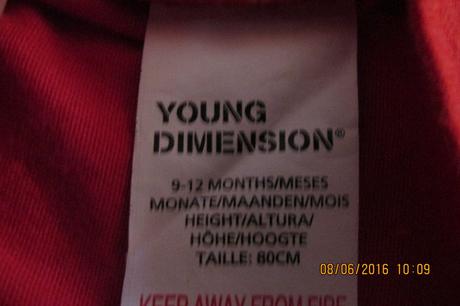 YOUNG
DIMENSION®
9-12 MONTHS/MESES
MONATE/MAANDEN/MOIS
HEIGHT/ALTURA/
HÖHE/HOOGTE
TAILLE: 80CM
KEEP AWAY FROM FIRE
08/06/2016 10:09